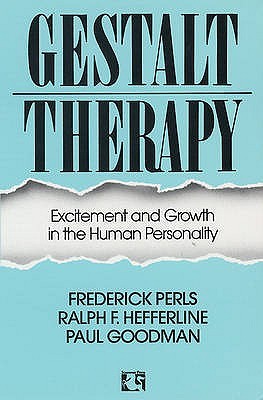 GESTALT
THERAPY
Excitement and Growth
in the Human Personality
FREDERICK PERLS
RALPH F. HEFFERLINE
PAUL GOODMAN